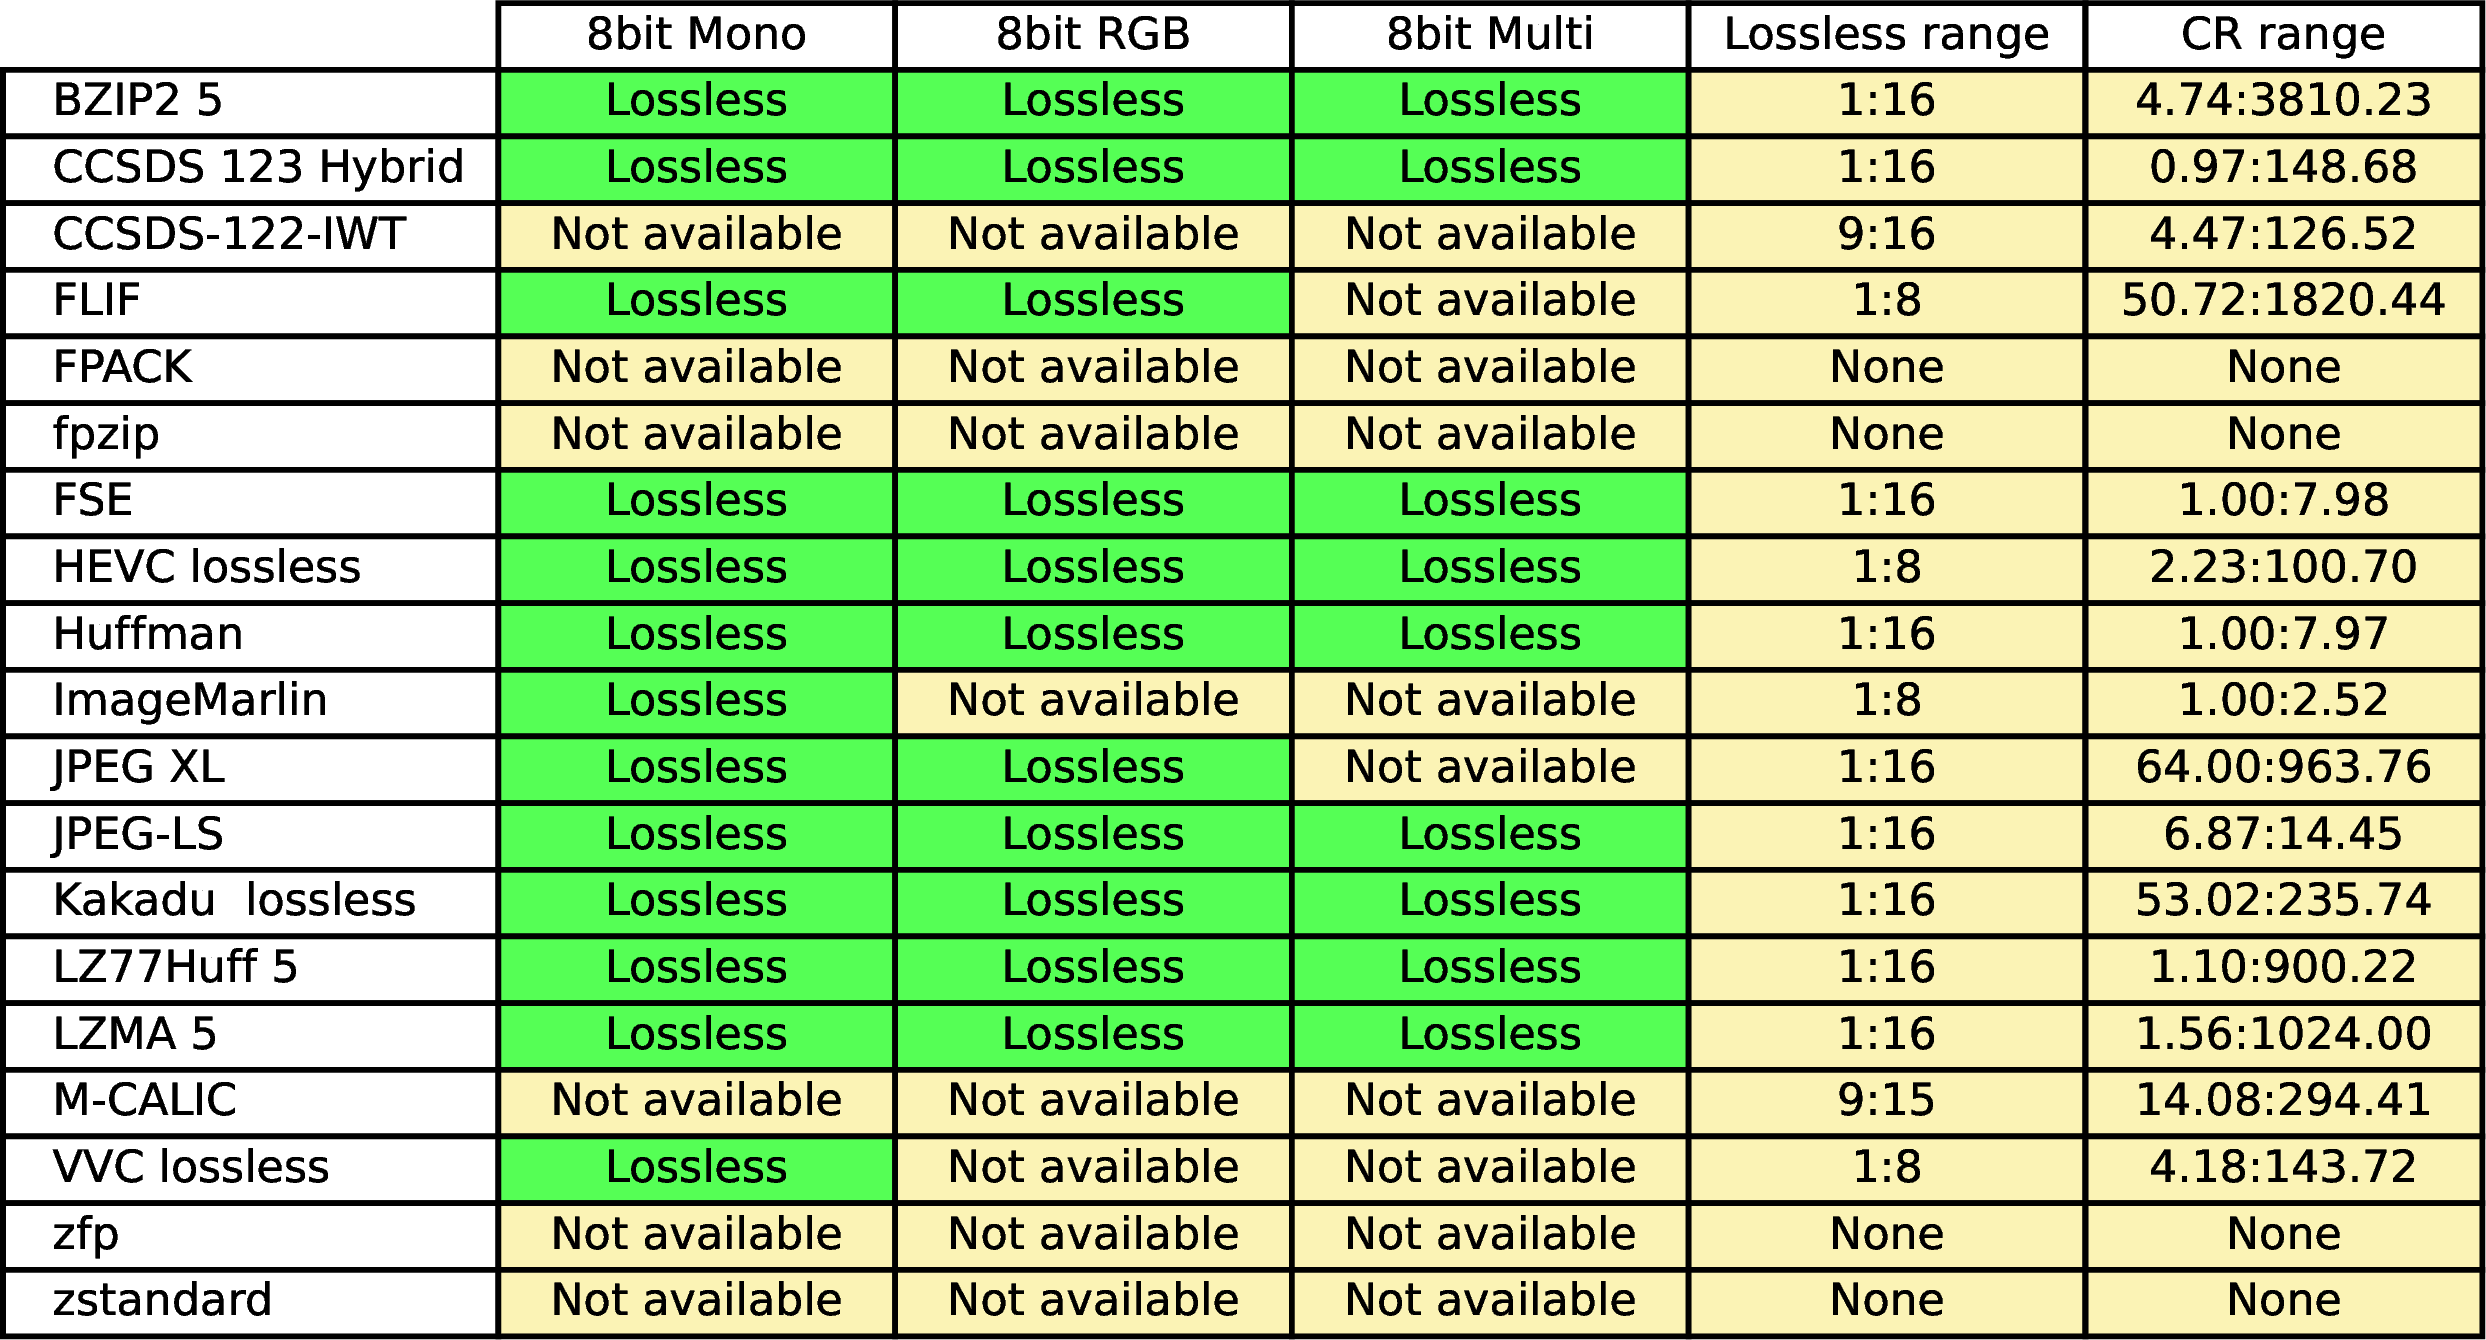 8bit Mono 8bit RGB 8bit Multi Lossless range CR range
BZIP2 5 Lossless Lossless Lossless 1:16 4.74:3810.23
CCSDS 123 Hybrid Lossless Lossless Lossless 1:16 0.97:148.68
CCSDS-122-IWT Not available Not available Not available 9:16 4.47:126.52
FLIF Lossless Lossless Not available 1:8 50.72:1820.44
FPACK Not available Not available Not available None None
fpzip Not available Not available Not available None None
FSE Lossless Lossless Lossless 1:16 1.00:7.98
HEVC lossless Lossless Lossless Lossless 1:8 2.23:100.70
Huffman Lossless Lossless Lossless 1:16 1.00:7.97
ImageMarlin Lossless Not available Not available 1:8 1.00:2.52
JPEG XL Lossless Lossless Not available 1:16 64.00:963.76
JPEG-LS Lossless Lossless Lossless 1:16 6.87:14.45
Kakadu lossless Lossless Lossless Lossless 1:16 53.02:235.74
LZ77Huff 5 Lossless Lossless Lossless 1:16 1.10:900.22
LZMA 5 Lossless Lossless Lossless 1:16 1.56:1024.00
M-CALIC Not available Not available Not available 9:15 14.08:294.41
VVC lossless Lossless Not available Not available 1:8 4.18:143.72
zfp Not available Not available Not available None None
zstandard Not available Not available Not available None None